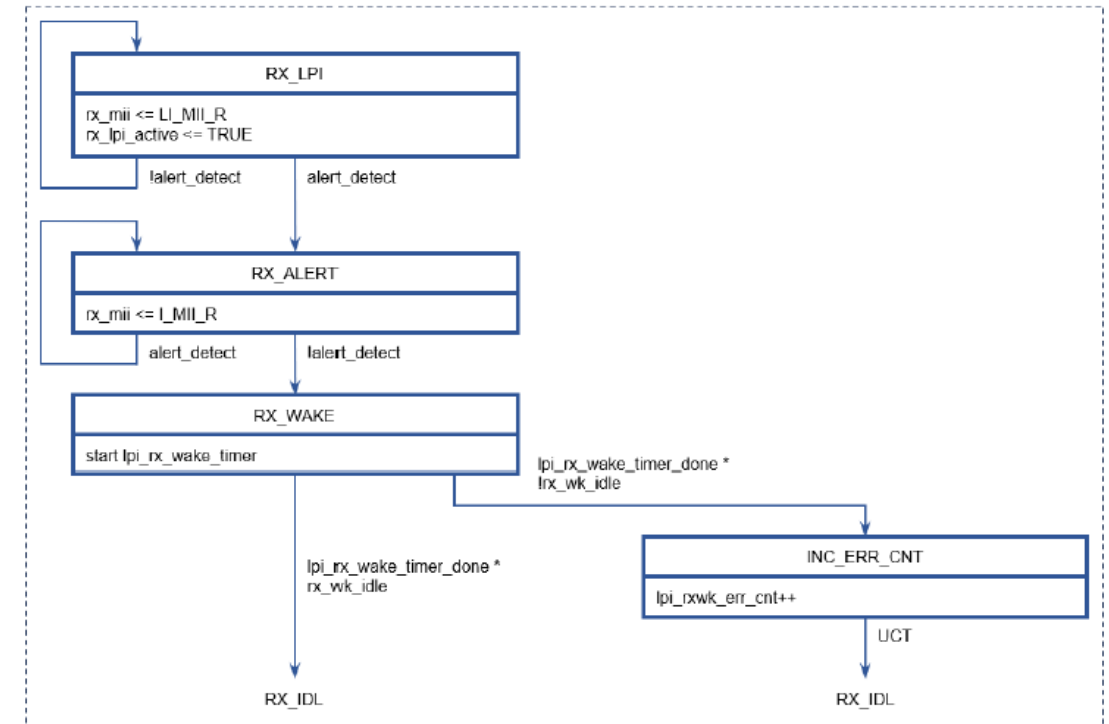 RX_LPI
rx_mii <= LI_MII_R
rx_lpi_active <= TRUE
!alert_detect
alert_detect
RX_ALERT
rx_mii <= I_MII_R
alert_detect
!alert_detect
RX_WAKE
start lpi_rx_wake_timer
lpi_rx_wake_timer_done *
!rx_wk_idle
INC_ERR_CNT
lpi_rxwk_err_cnt++
lpi_rx_wake_timer_done *
rx_wk_idle
UCT
RX_IDL
RX_IDL